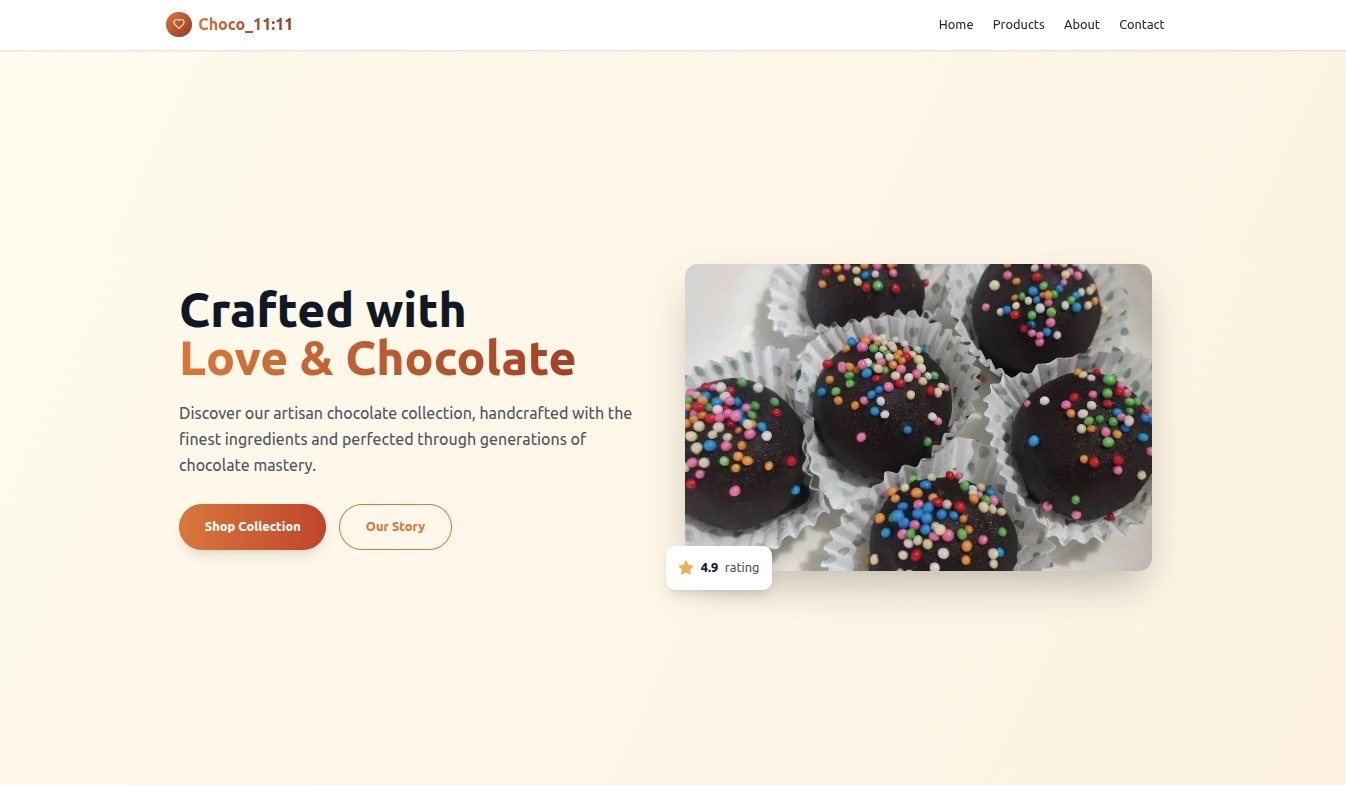 Choco_11:11
Home Products About Contact
Crafted with
Love & Chocolate
Discover our artisan chocolate collection, handcrafted with the
finest ingredients and perfected through generations of
chocolate mastery.
Shop Collection Our Story
4.9 rating